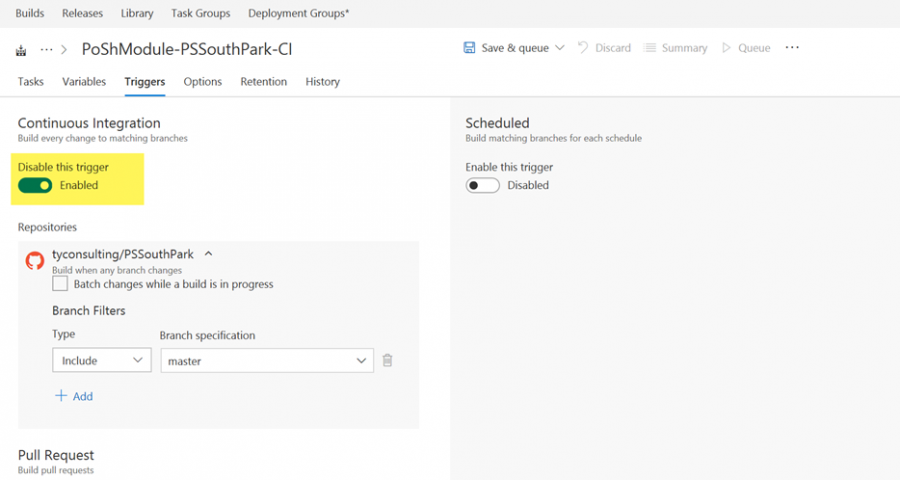 Builds Releases Library Task Groups Deployment Groups*
... > PoShModule-PSSouthPark-CI Save & queue Discard Summary Queue ...
Tasks Variables Triggers Options Retention History
Continuous Integration
Build every change to matching branches
Disable this trigger
Enabled
Repositories
tyconsulting/PSSouthPark
Build when any branch changes
Batch changes while a build is in progress
Branch Filters
Type Branch specification
Include master
+ Add
Pull Request
Build pull requests
Scheduled
Build matching branches for each schedule
Enable this trigger
Disabled